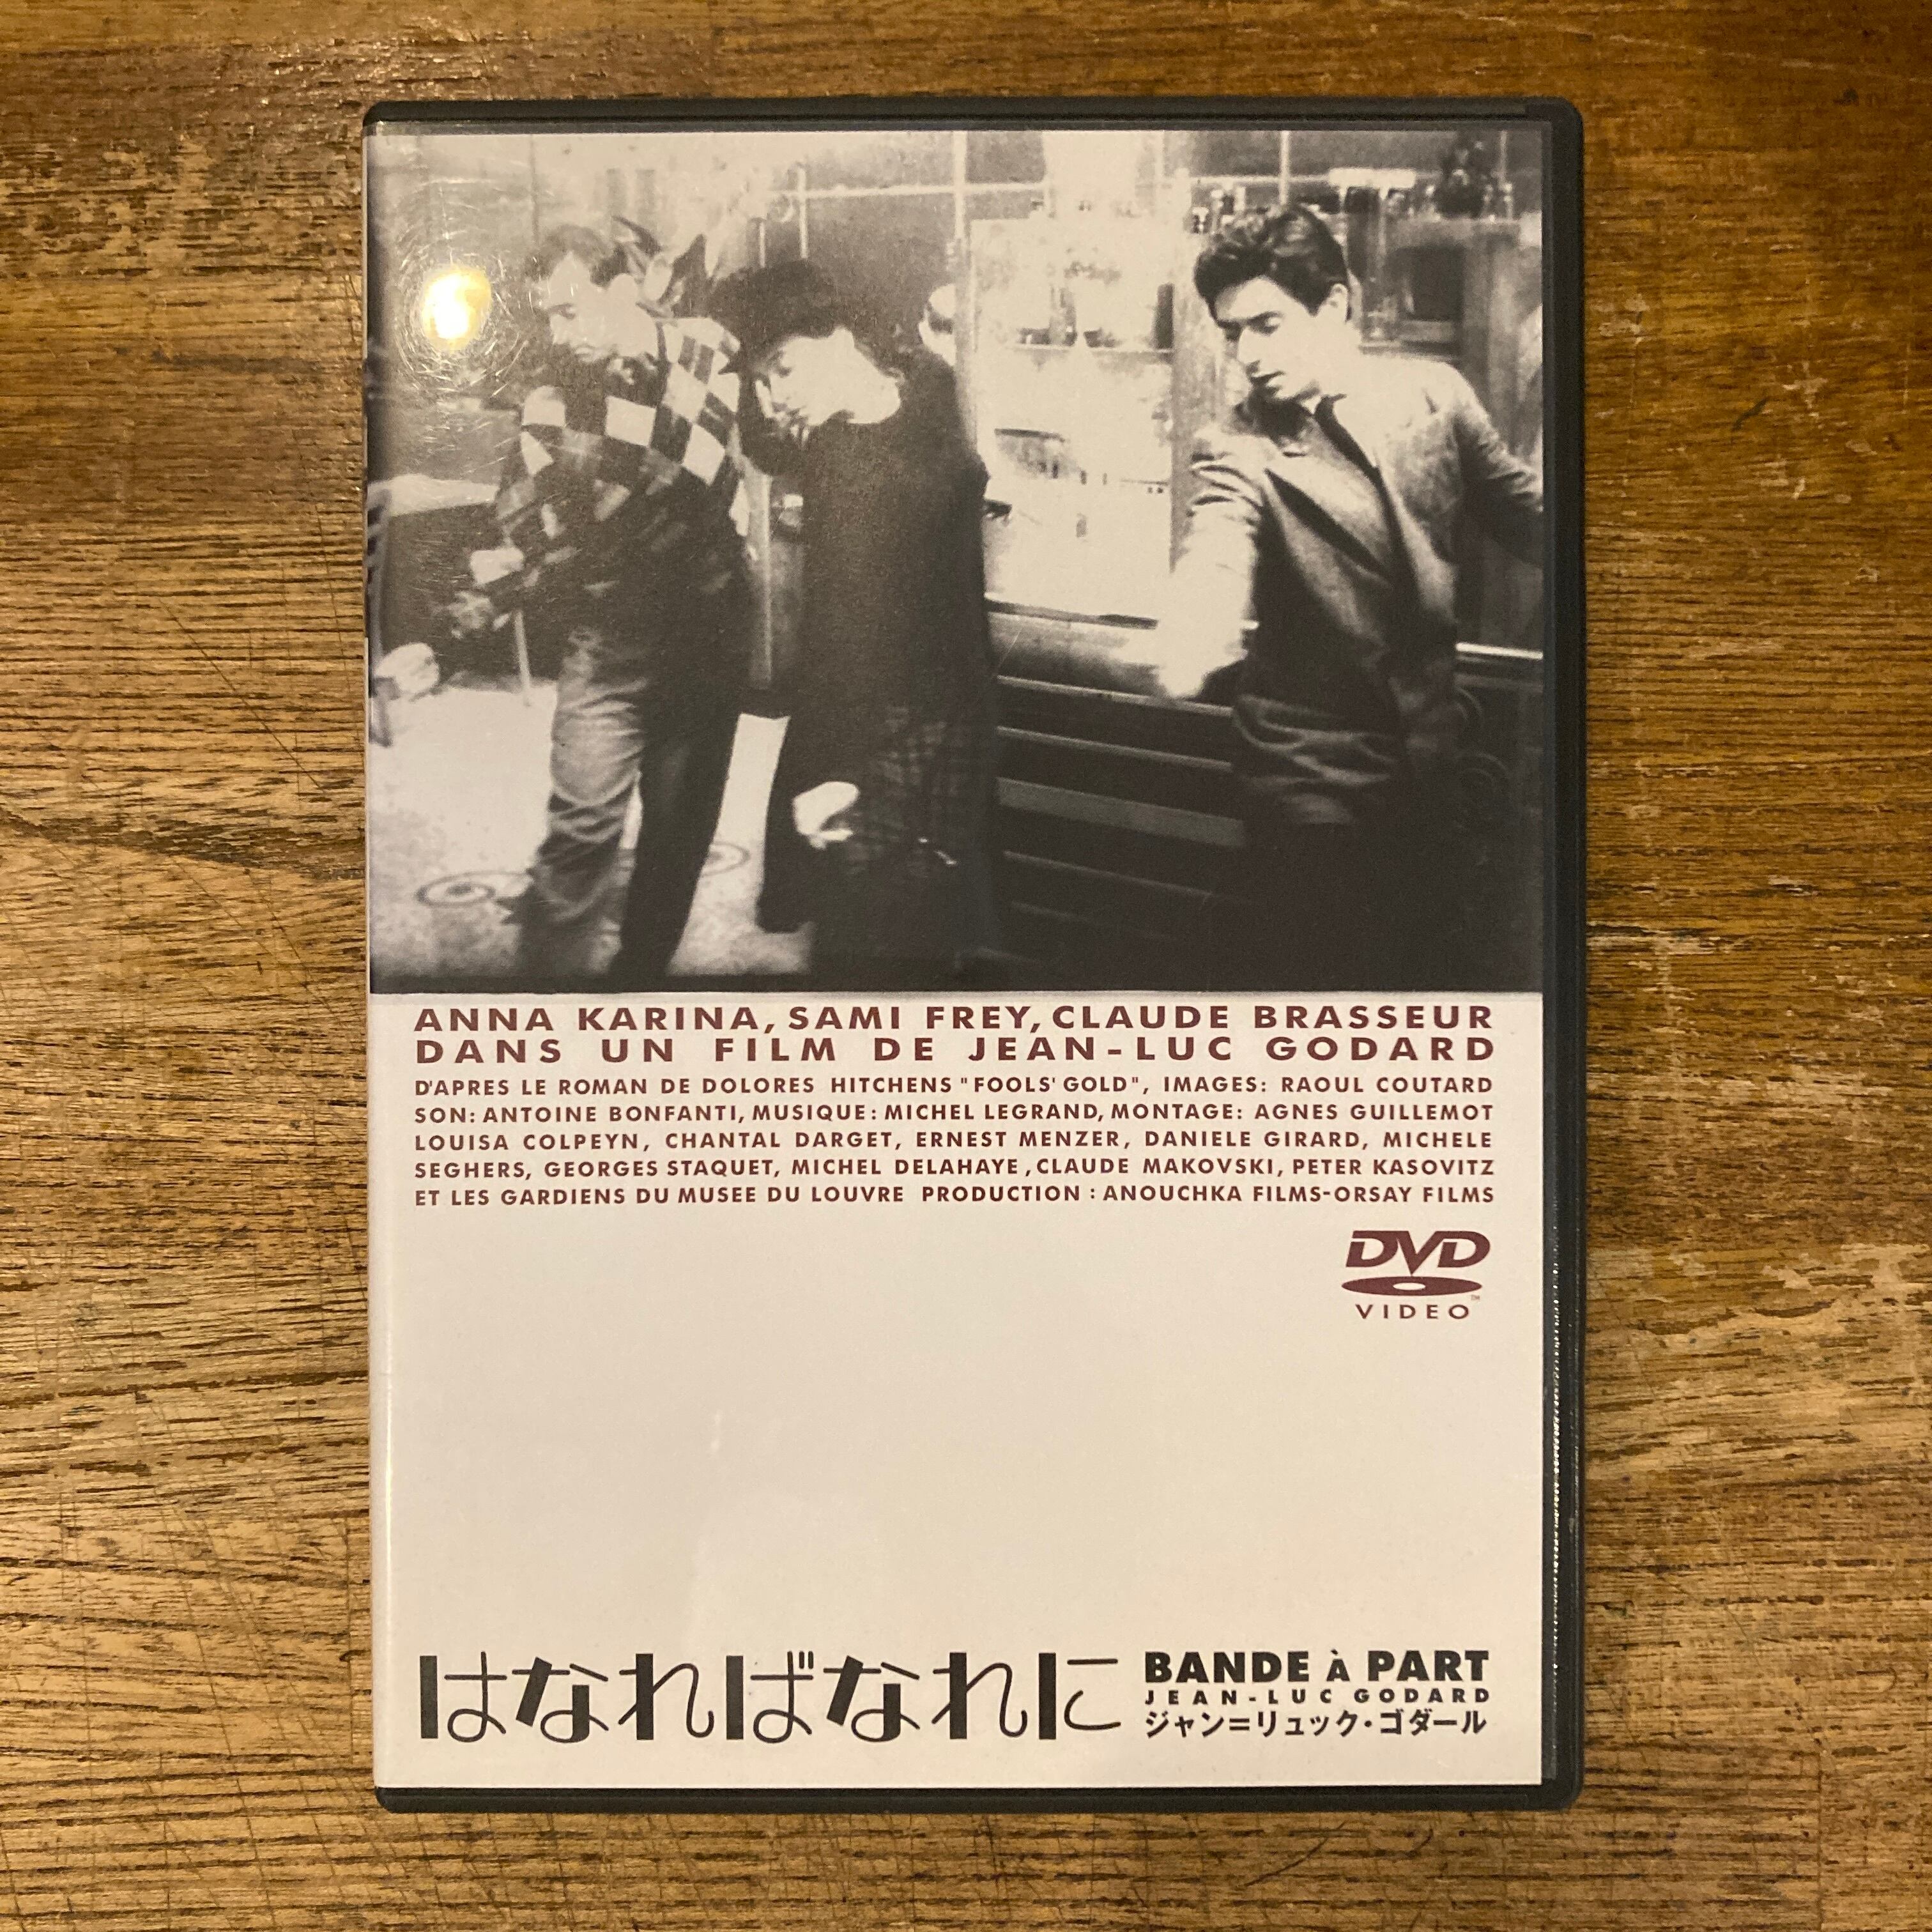 ANNA KARINA, SAMI FREY, CLAUDE BRASSEUR
DANS UN FILM DE JEAN-LUC GODARD
D'APRES LE ROMAN DE DOLORES HITCHENS "FOOLS' GOLD", IMAGES: RAOUL COUTARD
SON: ANTOINE BONFANTI, MUSIQUE: MICHEL LEGRAND, MONTAGE: AGNES GUILLEMOT
LOUISA COLPEYN, CHANTAL DARGET, ERNEST MENZER, DANIELE GIRARD, MICHELE
SEGHERS, GEORGES STAQUET, MICHEL DELAHAYE, CLAUDE MAKOVSKI, PETER KASOVITZ
ET LES GARDIENS DU MUSEE DU LOUVRE PRODUCTION : ANOUCHKA FILMS-ORSAY FILMS
DVD
VIDEO™
はなればなれに
BANDE À PART
JEAN-LUC GODARD
ジャン=リュック・ゴダール